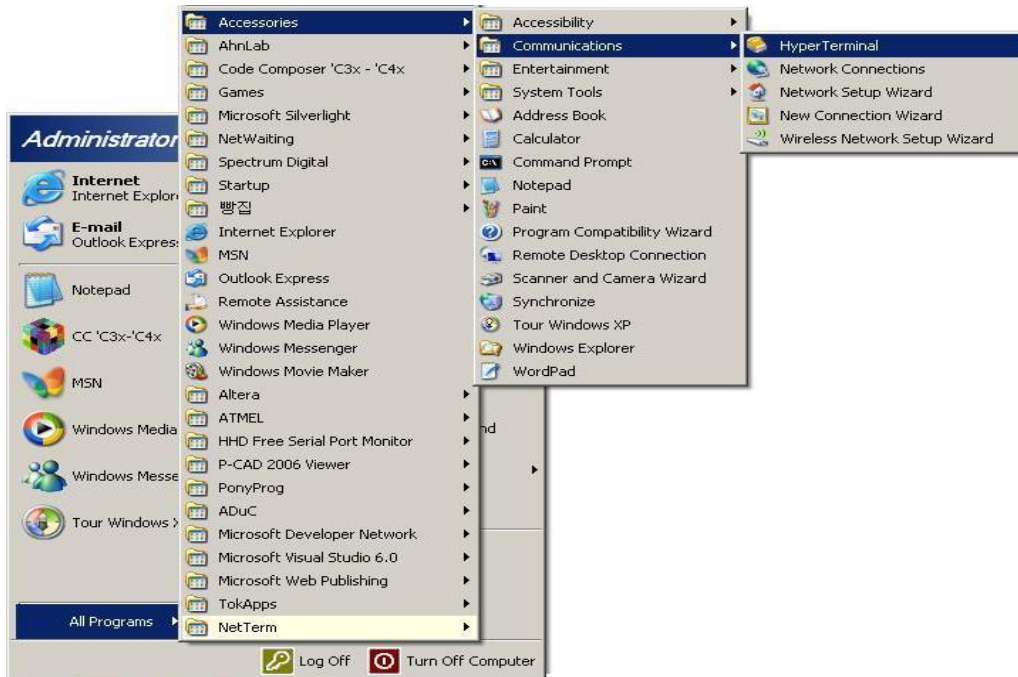 Administrator
Internet
Internet Explor
E-mail
Outlook Express
Notepad
CC 'C3x-'C4x
MSN
Windows Media
Windows Messe
Tour Windows X
All Programs
Log Off
Turn Off Computer
nd
Accessories
AhnLab
Code Composer 'C3x - 'C4x
Games
Microsoft Silverlight
NetWaiting
Spectrum Digital
Startup
빵집
Internet Explorer
MSN
Outlook Express
Remote Assistance
Windows Media Player
Windows Messenger
Windows Movie Maker
Altera
ATMEL
HHD Free Serial Port Monitor
P-CAD 2006 Viewer
PonyProg
ADuC
Microsoft Developer Network
Microsoft Visual Studio 6.0
Microsoft Web Publishing
TokApps
NetTerm
Accessibility
Communications
Entertainment
System Tools
Address Book
Calculator
Command Prompt
Notepad
Paint
Program Compatibility Wizard
Remote Desktop Connection
Scanner and Camera Wizard
Synchronize
Tour Windows XP
Windows Explorer
WordPad
HyperTerminal
Network Connections
Network Setup Wizard
New Connection Wizard
Wireless Network Setup Wizard